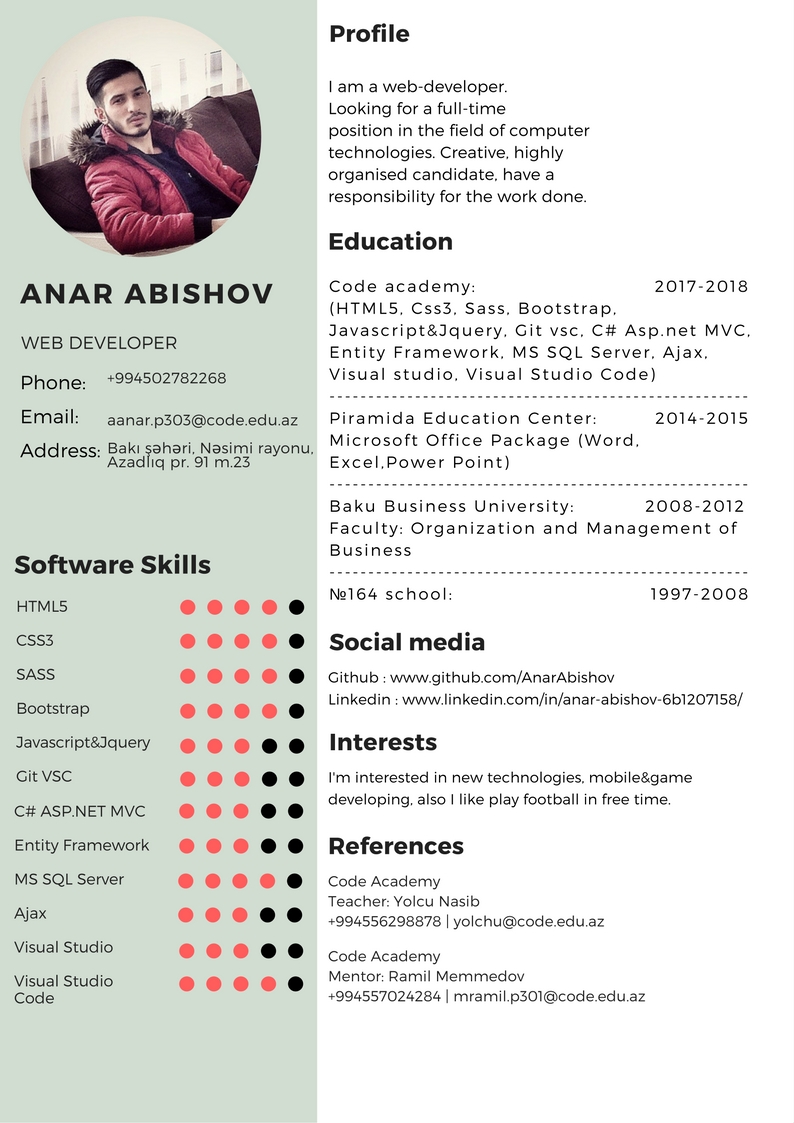 ANAR ABISHOV
WEB DEVELOPER
Phone: +994502782268
Email: aanar.p303@code.edu.az
Address: Bakı şəhəri, Nəsimi rayonu,
Azadlıq pr. 91 m.23
Software Skills
HTML5
CSS3
SASS
Bootstrap
Javascript&Jquery
Git VSC
C# ASP.NET MVC
Entity Framework
MS SQL Server
Ajax
Visual Studio
Visual Studio
Code
Profile
I am a web-developer.
Looking for a full-time
position in the field of computer
technologies. Creative, highly
organised candidate, have a
responsibility for the work done.
Education
Code academy: 2017-2018
(HTML5, Css3, Sass, Bootstrap,
Javascript&Jquery, Git vsc, C# Asp.net MVC,
Entity Framework, MS SQL Server, Ajax,
Visual studio, Visual Studio Code)
------------------------------------------------
Piramida Education Center: 2014-2015
Microsoft Office Package (Word,
Excel,Power Point)
------------------------------------------------
Baku Business University: 2008-2012
Faculty: Organization and Management of
Business
------------------------------------------------
№164 school: 1997-2008
Social media
Github : www.github.com/AnarAbishov
Linkedin : www.linkedin.com/in/anar-abishov-6b1207158/
Interests
I'm interested in new technologies, mobile&game
developing, also I like play football in free time.
References
Code Academy
Teacher: Yolcu Nasib
+994556298878 | yolchu@code.edu.az
Code Academy
Mentor: Ramil Memmedov
+994557024284 | mramil.p301@code.edu.az